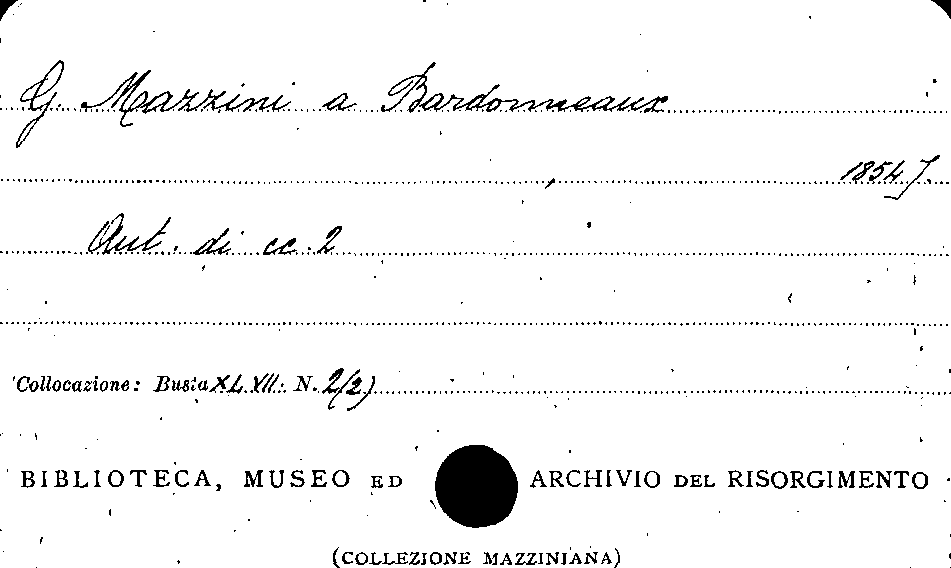 G. Mazzini a Bardonneaux
1854].
Aut. di cc. 2
Collocazione: Busta XLVII. N. 2(2)
BIBLIOTECA, MUSEO ED ARCHIVIO DEL RISORGIMENTO
(COLLEZIONE MAZZINIANA)